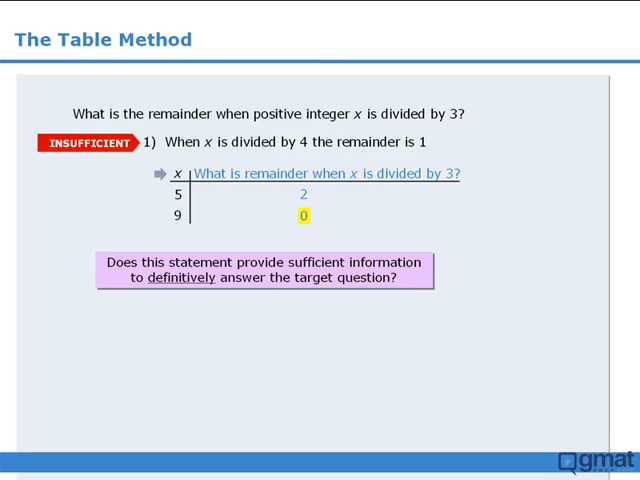 The Table Method
What is the remainder when positive integer x is divided by 3?
INSUFFICIENT 1) When x is divided by 4 the remainder is 1
x What is remainder when x is divided by 3?
5 2
9 0
Does this statement provide sufficient information
to definitively answer the target question?
gmat